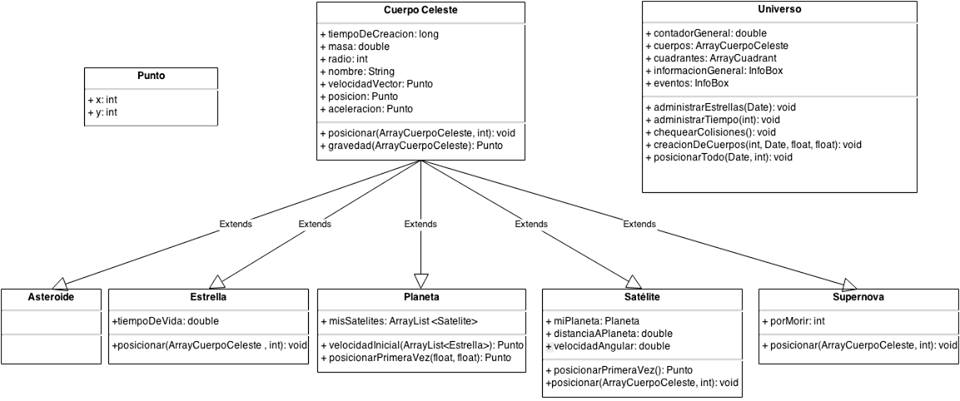 Punto
+ x: int
+ y: int
Cuerpo Celeste
+ tiempoDeCreacion: long
+ masa: double
+ radio: int
+ nombre: String
+ velocidadVector: Punto
+ posicion: Punto
+ aceleracion: Punto
+ posicionar(ArrayCuerpoCeleste, int): void
+ gravedad(ArrayCuerpoCeleste): Punto
Universo
+ contadorGeneral: double
+ cuerpos: ArrayCuerpoCeleste
+ cuadrantes: ArrayCuadrant
+ informacionGeneral: InfoBox
+ eventos: InfoBox
+ administrarEstrellas(Date): void
+ administrarTiempo(int): void
+ chequearColisiones(): void
+ creacionDeCuerpos(int, Date, float, float): void
+ posicionarTodo(Date, int): void
Extends
Extends
Extends
Extends
Extends
Asteroide
Estrella
+tiempoDeVida: double
+posicionar(ArrayCuerpoCeleste , int): void
Planeta
+ misSatelites: ArrayList <Satelite>
+ velocidadInicial(ArrayList<Estrella>): Punto
+ posicionarPrimeraVez(float, float): Punto
Satélite
+ miPlaneta: Planeta
+ distanciaAPlaneta: double
+ velocidadAngular: double
+ posicionarPrimeraVez(): Punto
+posicionar(ArrayCuerpoCeleste, int): void
Supernova
+ porMorir: int
+ posicionar(ArrayCuerpoCeleste, int): void